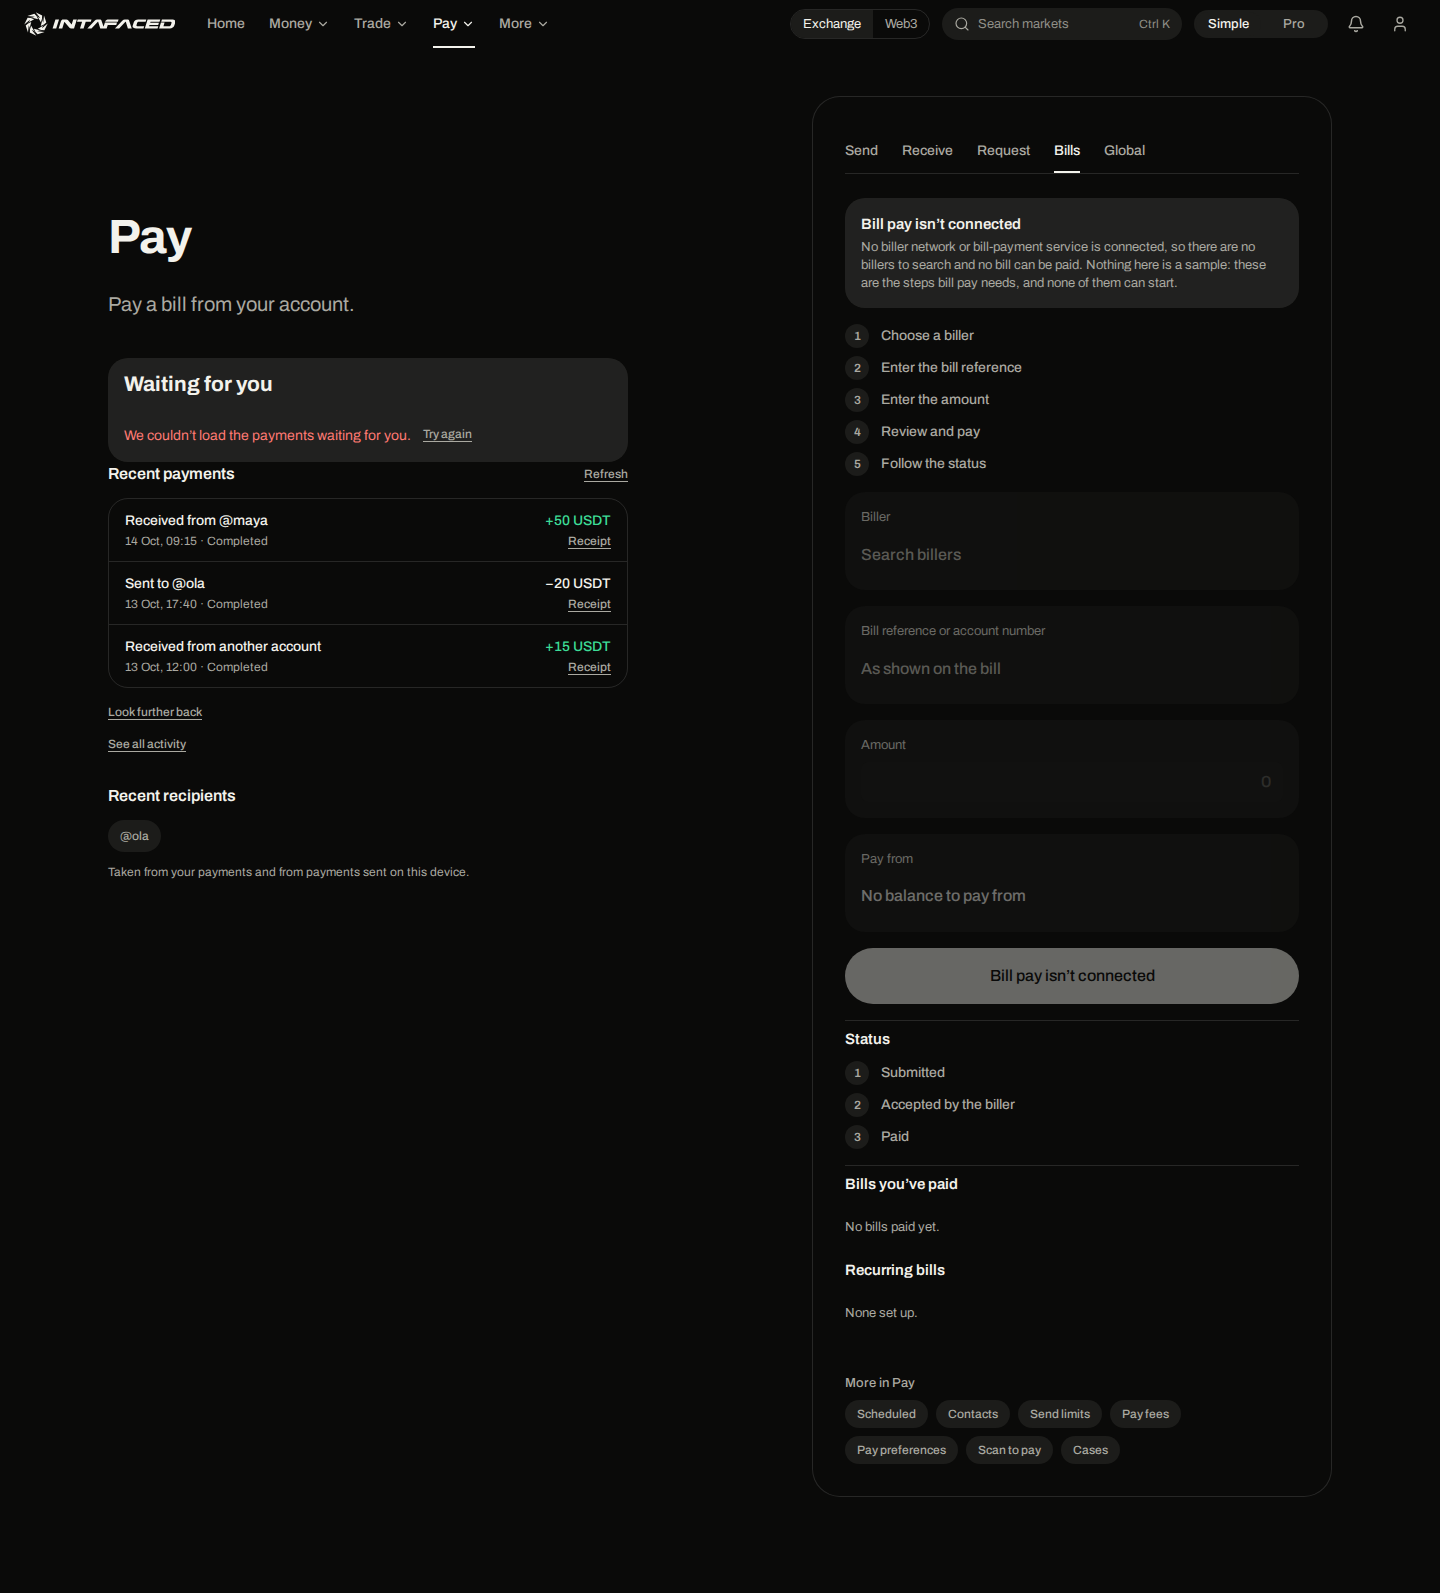 INTAFACED
Home
Money
Trade
Pay
More
Exchange
Web3
Search markets
Ctrl K
Simple
Pro
Pay
Pay a bill from your account.
Waiting for you
We couldn’t load the payments waiting for you. Try again
Recent payments
Refresh
Received from @maya
+50 USDT
14 Oct, 09:15 · Completed
Receipt
Sent to @ola
−20 USDT
13 Oct, 17:40 · Completed
Receipt
Received from another account
+15 USDT
13 Oct, 12:00 · Completed
Receipt
Look further back
See all activity
Recent recipients
@ola
Taken from your payments and from payments sent on this device.
Send
Receive
Request
Bills
Global
Bill pay isn’t connected
No biller network or bill-payment service is connected, so there are no
billers to search and no bill can be paid. Nothing here is a sample: these
are the steps bill pay needs, and none of them can start.
1 Choose a biller
2 Enter the bill reference
3 Enter the amount
4 Review and pay
5 Follow the status
Biller
Search billers
Bill reference or account number
As shown on the bill
Amount
0
Pay from
No balance to pay from
Bill pay isn’t connected
Status
1 Submitted
2 Accepted by the biller
3 Paid
Bills you’ve paid
No bills paid yet.
Recurring bills
None set up.
More in Pay
Scheduled
Contacts
Send limits
Pay fees
Pay preferences
Scan to pay
Cases